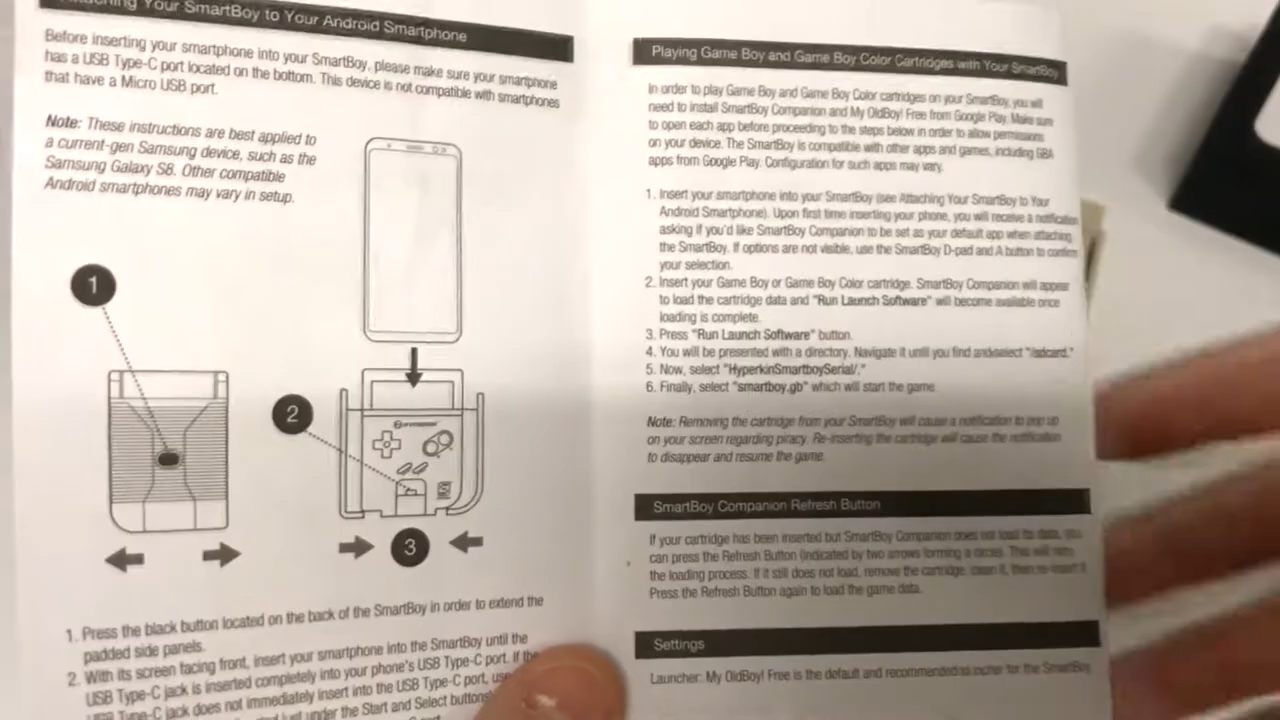 Attaching Your SmartBoy to Your Android Smartphone
Before inserting your smartphone into your SmartBoy, please make sure your smartphone
has a USB Type-C port located on the bottom. This device is not compatible with smartphones
that have a Micro USB port.
Note: These instructions are best applied to
a current-gen Samsung device, such as the
Samsung Galaxy S8. Other compatible
Android smartphones may vary in setup.
1
2
3
1. Press the black button located on the back of the SmartBoy in order to extend the
padded side panels.
2. With its screen facing front, insert your smartphone into the SmartBoy until the
USB Type-C jack is inserted completely into your phone's USB Type-C port. If the
USB Type-C jack does not immediately insert into the USB Type-C port, use
just under the Start and Select buttons
Playing Game Boy and Game Boy Color Cartridges with Your SmartBoy
In order to play Game Boy and Game Boy Color cartridges on your SmartBoy, you will
need to install SmartBoy Companion and My OldBoy! Free from Google Play. Make sure
to open each app before proceeding to the steps below in order to allow permissions
on your device. The SmartBoy is compatible with other apps and games, including GBA
apps from Google Play. Configuration for such apps may vary.
1. Insert your smartphone into your SmartBoy (see Attaching Your SmartBoy to Your
Android Smartphone). Upon first time inserting your phone, you will receive a notification
asking if you'd like SmartBoy Companion to be set as your default app when attaching
the SmartBoy. If options are not visible, use the SmartBoy D-pad and A button to confirm
your selection.
2. Insert your Game Boy or Game Boy Color cartridge. SmartBoy Companion will appear
to load the cartridge data and "Run Launch Software" will become available once
loading is complete.
3. Press "Run Launch Software" button.
4. You will be presented with a directory. Navigate it until you find and select "/sdcard."
5. Now, select "HyperkinSmartboySerial/."
6. Finally, select "smartboy.gb" which will start the game.
Note: Removing the cartridge from your SmartBoy will cause a notification to pop up
on your screen regarding piracy. Re-inserting the cartridge will cause the notification
to disappear and resume the game.
SmartBoy Companion Refresh Button
If your cartridge has been inserted but SmartBoy Companion does not load its data, you
can press the Refresh Button (indicated by two arrows forming a circle). This will
the loading process. If it still does not load, remove the cartridge, clean it, then re-insert it.
Press the Refresh Button again to load the game data.
Settings
Launcher: My OldBoy! Free is the default and recommended launcher for the SmartBoy.